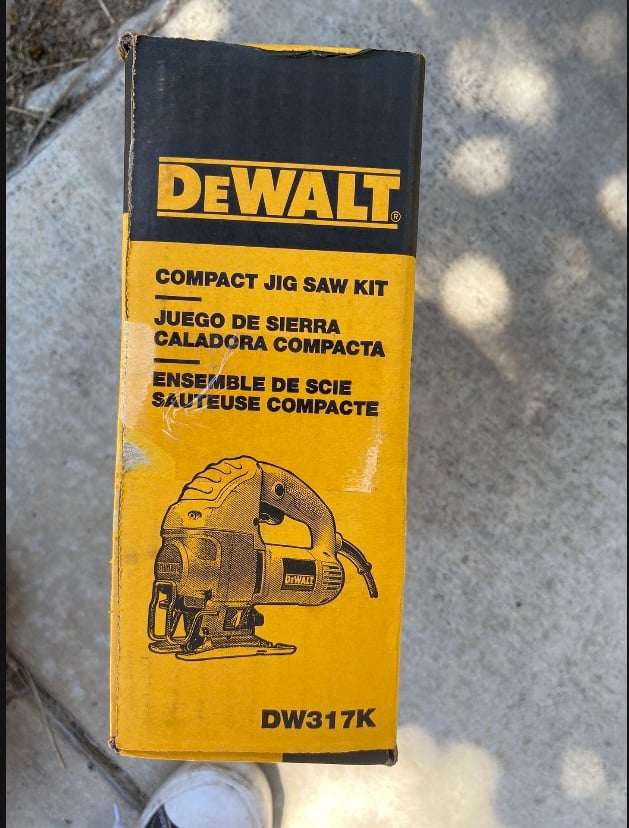 DEWALT®
COMPACT JIG SAW KIT
JUEGO DE SIERRA
CALADORA COMPACTA
ENSEMBLE DE SCIE
SAUTEUSE COMPACTE
DEWALT
DW317K